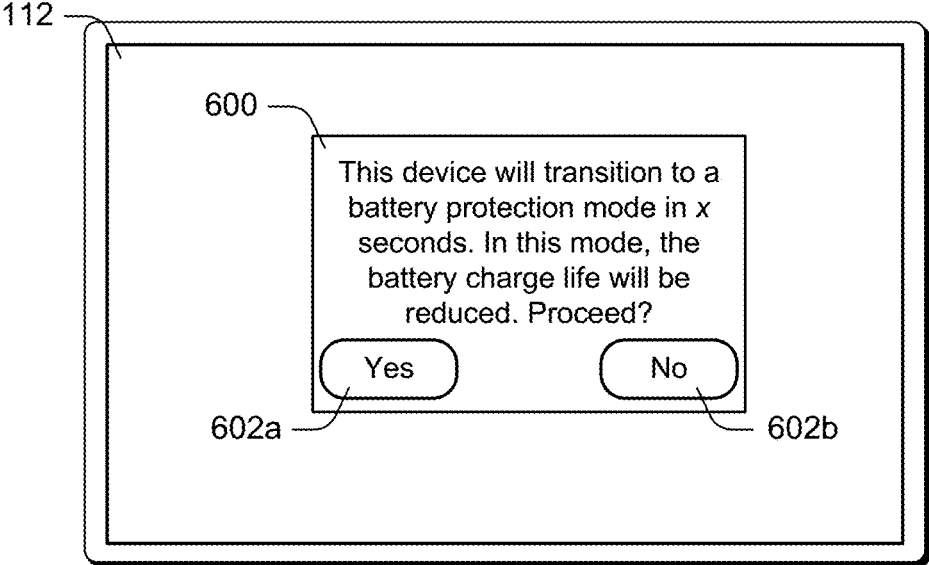 112
600
This device will transition to a
battery protection mode in x
seconds. In this mode, the
battery charge life will be
reduced. Proceed?
Yes
No
602a
602b